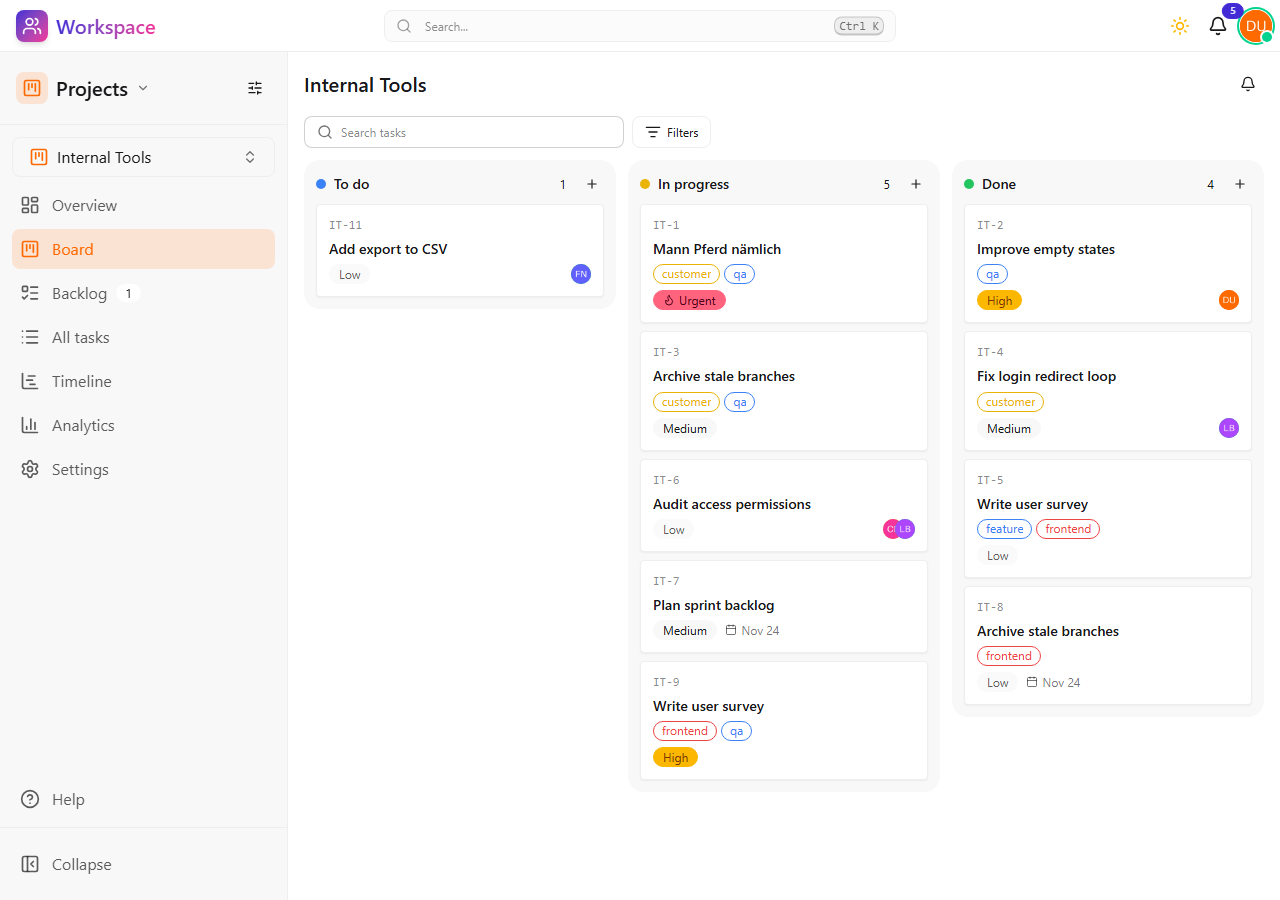 Workspace
Search...
Ctrl K
5
DU
Projects
Internal Tools
Overview
Board
Backlog 1
All tasks
Timeline
Analytics
Settings
Help
Collapse
Internal Tools
Search tasks
Filters
To do 1
IT-11
Add export to CSV
Low
FN
In progress 5
IT-1
Mann Pferd nämlich
customer qa
Urgent
IT-3
Archive stale branches
customer qa
Medium
IT-6
Audit access permissions
Low
LB
IT-7
Plan sprint backlog
Medium Nov 24
IT-9
Write user survey
frontend qa
High
Done 4
IT-2
Improve empty states
qa
High
DU
IT-4
Fix login redirect loop
customer
Medium
LB
IT-5
Write user survey
feature frontend
Low
IT-8
Archive stale branches
frontend
Low Nov 24